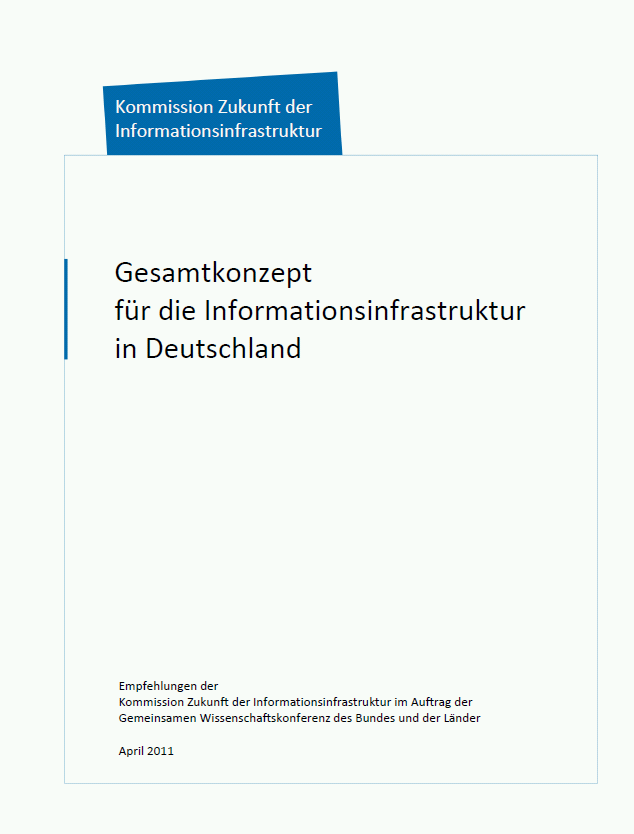 Kommission Zukunft der
Informationsinfrastruktur
Gesamtkonzept
für die Informationsinfrastruktur
in Deutschland
Empfehlungen der
Kommission Zukunft der Informationsinfrastruktur im Auftrag der
Gemeinsamen Wissenschaftskonferenz des Bundes und der Länder
April 2011